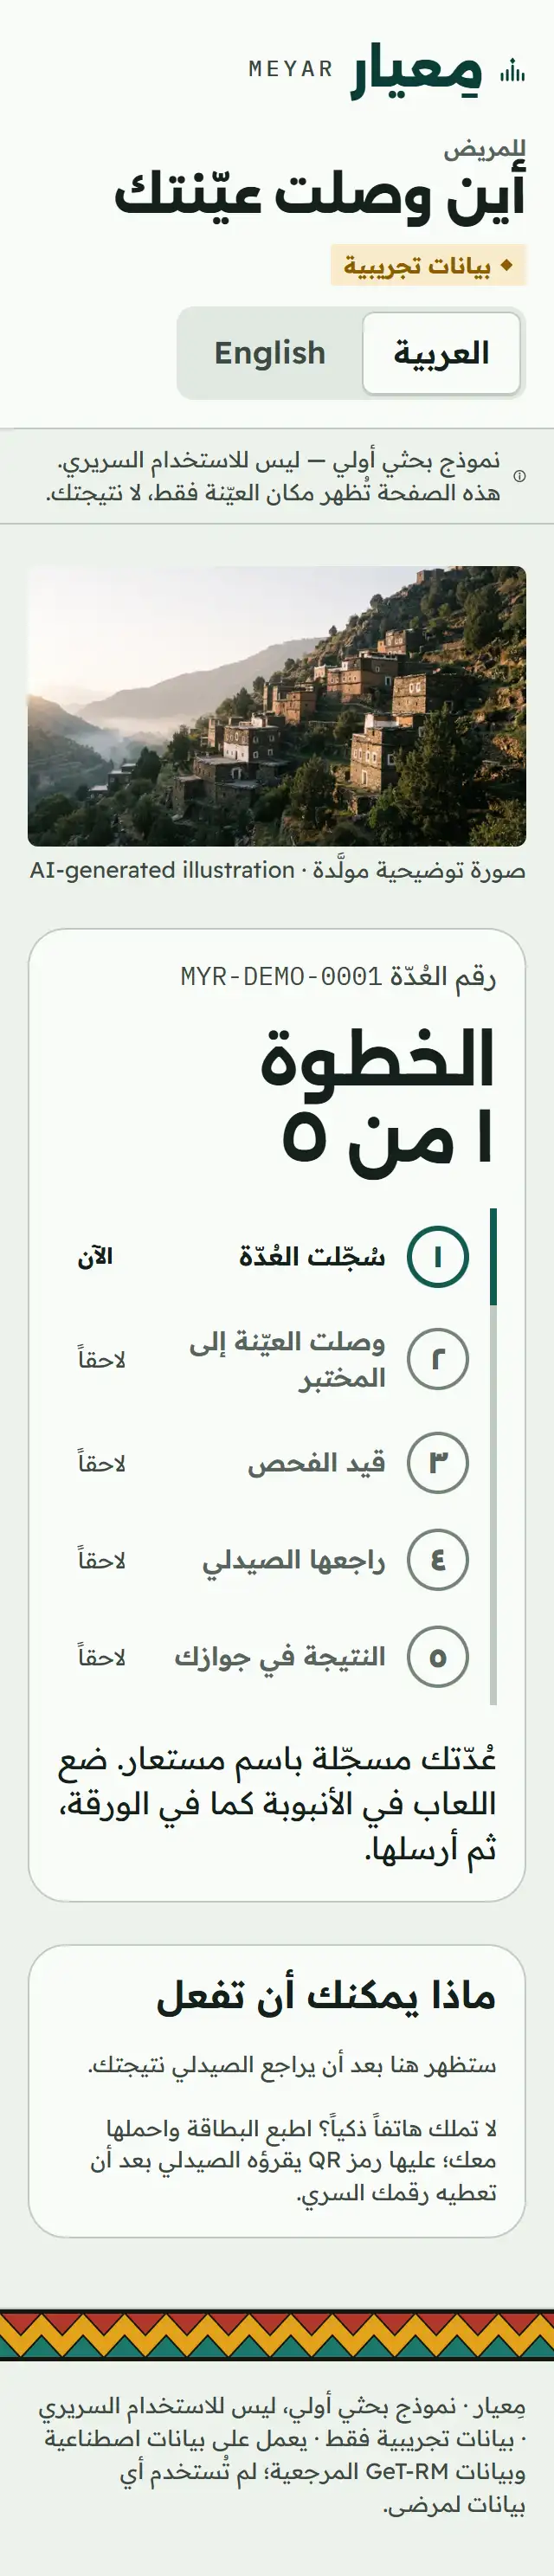 مِعيار MEYAR
للمريض
أين وصلت عيّنتك
بيانات تجريبية
العربية English
نموذج بحثي أولي — ليس للاستخدام السريري.
هذه الصفحة تُظهر مكان العيّنة فقط، لا نتيجتك.
صورة توضيحية مولَّدة · AI-generated illustration
رقم العُدّة MYR-DEMO-0001
الخطوة
١ من ٥
١ سُجّلت العُدّة الآن
٢ وصلت العيّنة إلى
المختبر لاحقاً
٣ قيد الفحص لاحقاً
٤ راجعها الصيدلي لاحقاً
٥ النتيجة في جوازك لاحقاً
عُدّتك مسجّلة باسم مستعار. ضع
اللعاب في الأنبوبة كما في الورقة،
ثم أرسلها.
ماذا يمكنك أن تفعل
ستظهر هنا بعد أن يراجع الصيدلي نتيجتك.
لا تملك هاتفاً ذكياً؟ اطبع البطاقة واحملها
معك؛ عليها رمز QR يقرؤه الصيدلي بعد أن
تعطيه رقمك السري.
مِعيار · نموذج بحثي أولي، ليس للاستخدام السريري
· بيانات تجريبية فقط · يعمل على بيانات اصطناعية
وبيانات GeT-RM المرجعية؛ لم تُستخدم أي
بيانات لمرضى.